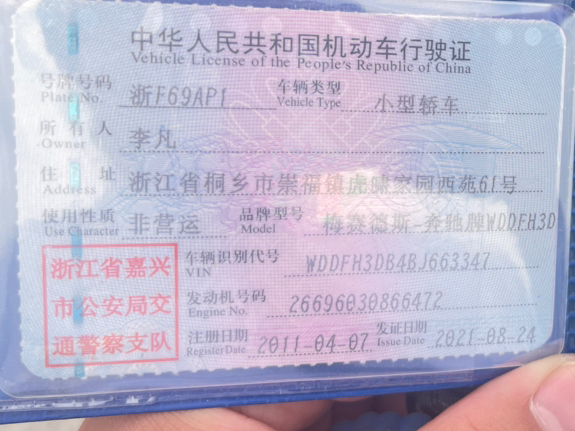 中华人民共和国机动车行驶证
Vehicle License of the People's Republic of China
号牌号码 Plate No. 浙F69AP1 车辆类型 Vehicle Type 小型轿车
所有人 Owner 李凡
住址 Address 浙江省桐乡市崇福镇虎啸家园西苑61号
使用性质 Use Character 非营运 品牌型号 Model 梅赛德斯-奔驰牌WDDFH3D
浙江省嘉兴市公安局交通警察支队
车辆识别代号 VIN WDDFH3DB4BJ663347
发动机号码 Engine No. 26696030866472
注册日期 Register Date 2011-04-07 发证日期 Issue Date 2021-08-24